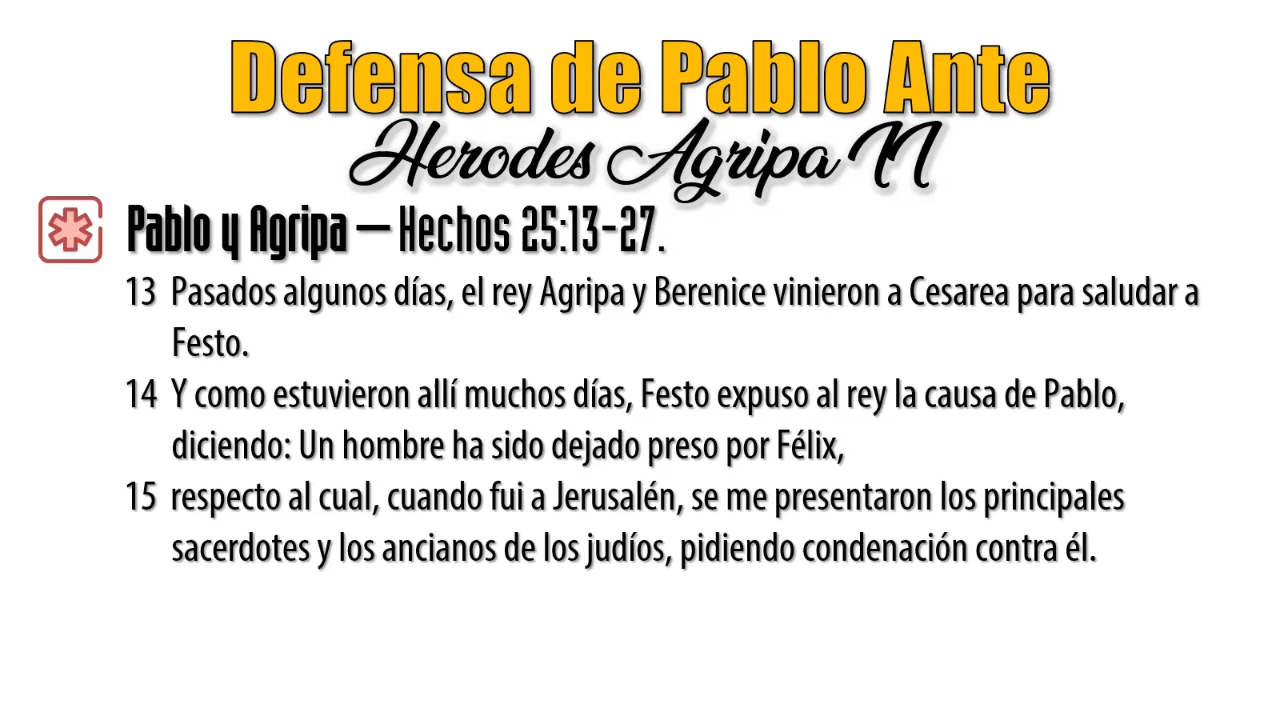 Defensa de Pablo Ante
Herodes Agripa II
Pablo y Agripa — Hechos 25:13-27.
13 Pasados algunos días, el rey Agripa y Berenice vinieron a Cesarea para saludar a
Festo.
14 Y como estuvieron allí muchos días, Festo expuso al rey la causa de Pablo,
diciendo: Un hombre ha sido dejado preso por Félix,
15 respecto al cual, cuando fui a Jerusalén, se me presentaron los principales
sacerdotes y los ancianos de los judíos, pidiendo condenación contra él.